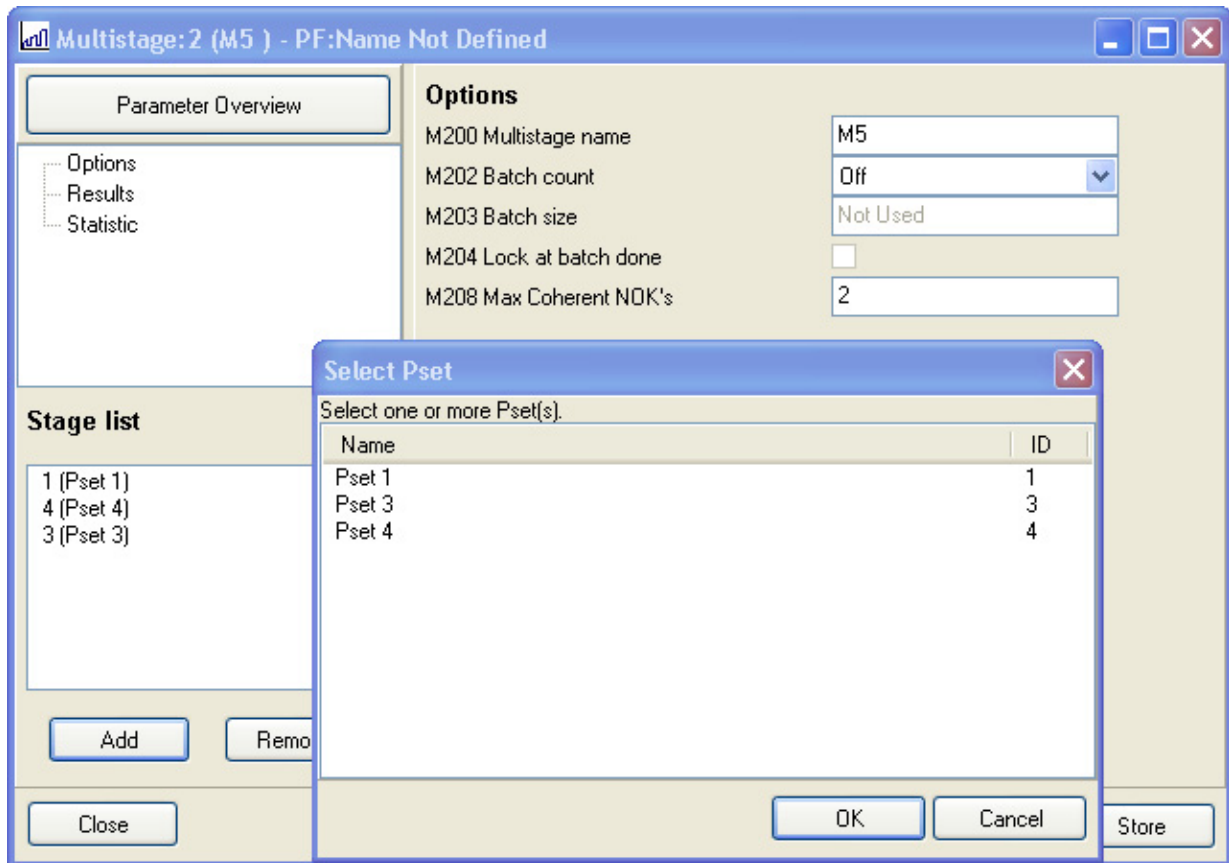 Multistage: 2 (M5 ) - PF:Name Not Defined
Parameter Overview
Options
Results
Statistic
Options
M200 Multistage name
M5
M202 Batch count
Off
M203 Batch size
Not Used
M204 Lock at batch done
M208 Max Coherent NOK's
2
Stage list
1 (Pset 1)
4 (Pset 4)
3 (Pset 3)
Add
Remo
Close
Select Pset
Select one or more Pset(s).
Name ID
Pset 1 1
Pset 3 3
Pset 4 4
OK
Cancel
Store